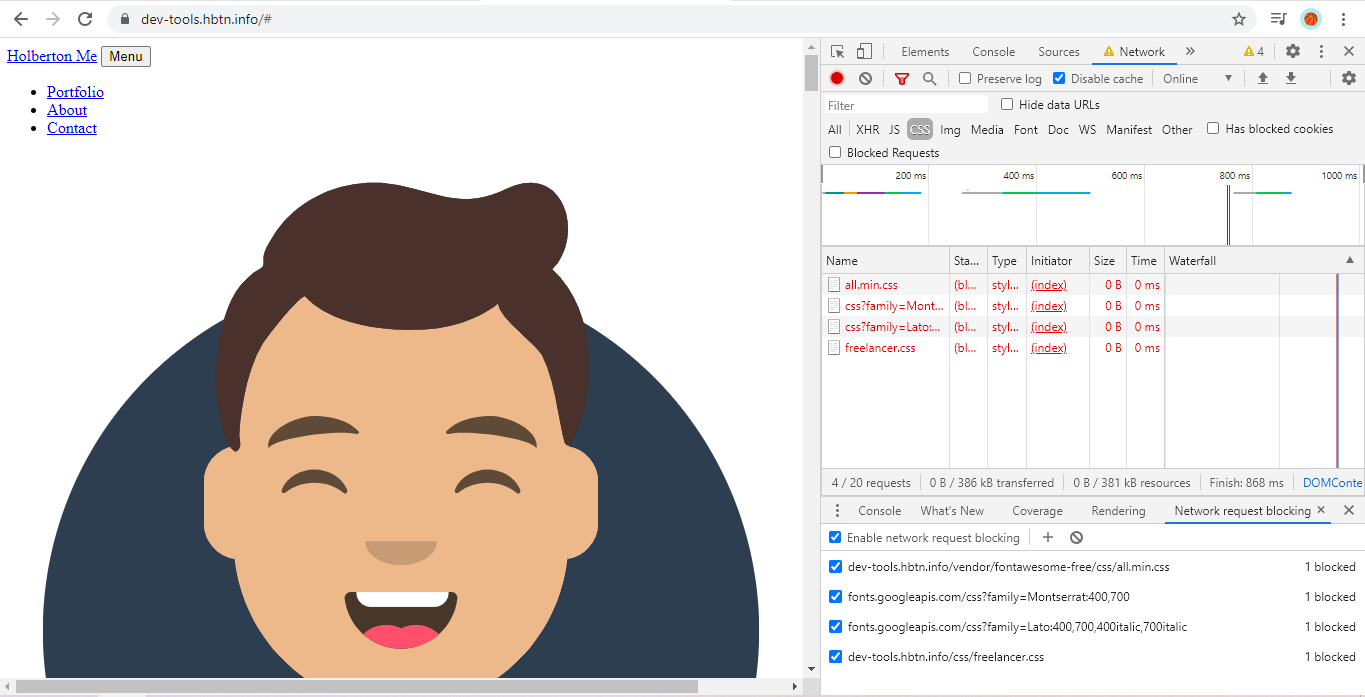 dev-tools.hbtn.info/#
Holberton Me Menu
Portfolio
About
Contact
Elements Console Sources Network » 4
Preserve log Disable cache Online
Filter Hide data URLs
All XHR JS CSS Img Media Font Doc WS Manifest Other Has blocked cookies
Blocked Requests
200 ms 400 ms 600 ms 800 ms 1000 ms
Name Sta... Type Initiator Size Time Waterfall
all.min.css (bl... styl... (index) 0 B 0 ms
css?family=Mont... (bl... styl... (index) 0 B 0 ms
css?family=Lato:... (bl... styl... (index) 0 B 0 ms
freelancer.css (bl... styl... (index) 0 B 0 ms
4 / 20 requests 0 B / 386 kB transferred 0 B / 381 kB resources Finish: 868 ms DOMConte
Console What's New Coverage Rendering Network request blocking
Enable network request blocking
dev-tools.hbtn.info/vendor/fontawesome-free/css/all.min.css 1 blocked
fonts.googleapis.com/css?family=Montserrat:400,700 1 blocked
fonts.googleapis.com/css?family=Lato:400,700,400italic,700italic 1 blocked
dev-tools.hbtn.info/css/freelancer.css 1 blocked